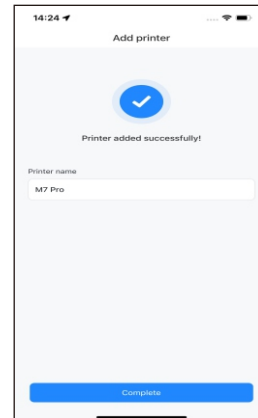 14:24
Add printer
Printer added successfully!
Printer name
M7 Pro
Complete